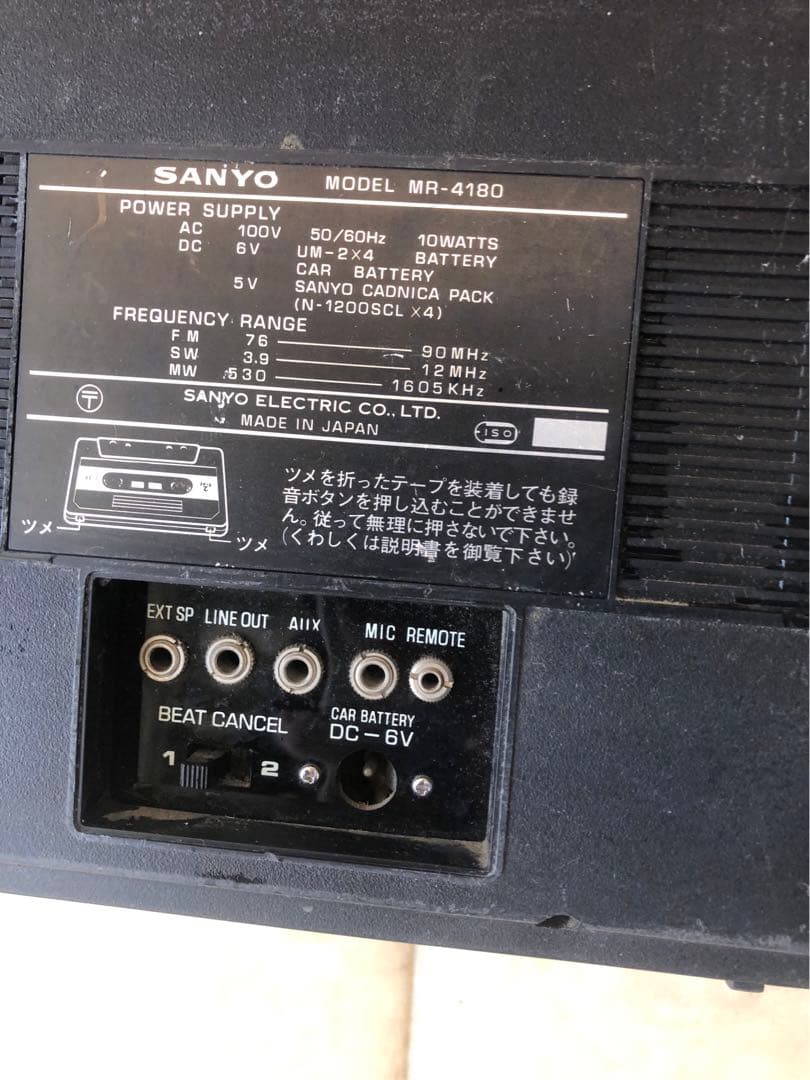 SANYO MODEL MR-4180
POWER SUPPLY
AC 100V 50/60Hz 10WATTS
DC 6V UM-2×4 BATTERY
CAR BATTERY
5V SANYO CADNICA PACK
(N-1200SCL ×4)
FREQUENCY RANGE
FM 76 90MHz
SW 3.9 12MHz
MW 530 1605KHz
SANYO ELECTRIC CO., LTD.
〒 MADE IN JAPAN ISO
ツメを折ったテープを装着しても録
音ボタンを押し込むことができませ
ん。従って無理に押さないで下さい。
(くわしくは説明書を御覧下さい)
ツメ
ツメ
EXT SP LINE OUT AUX MIC REMOTE
BEAT CANCEL
CAR BATTERY
DC-6V
1 2